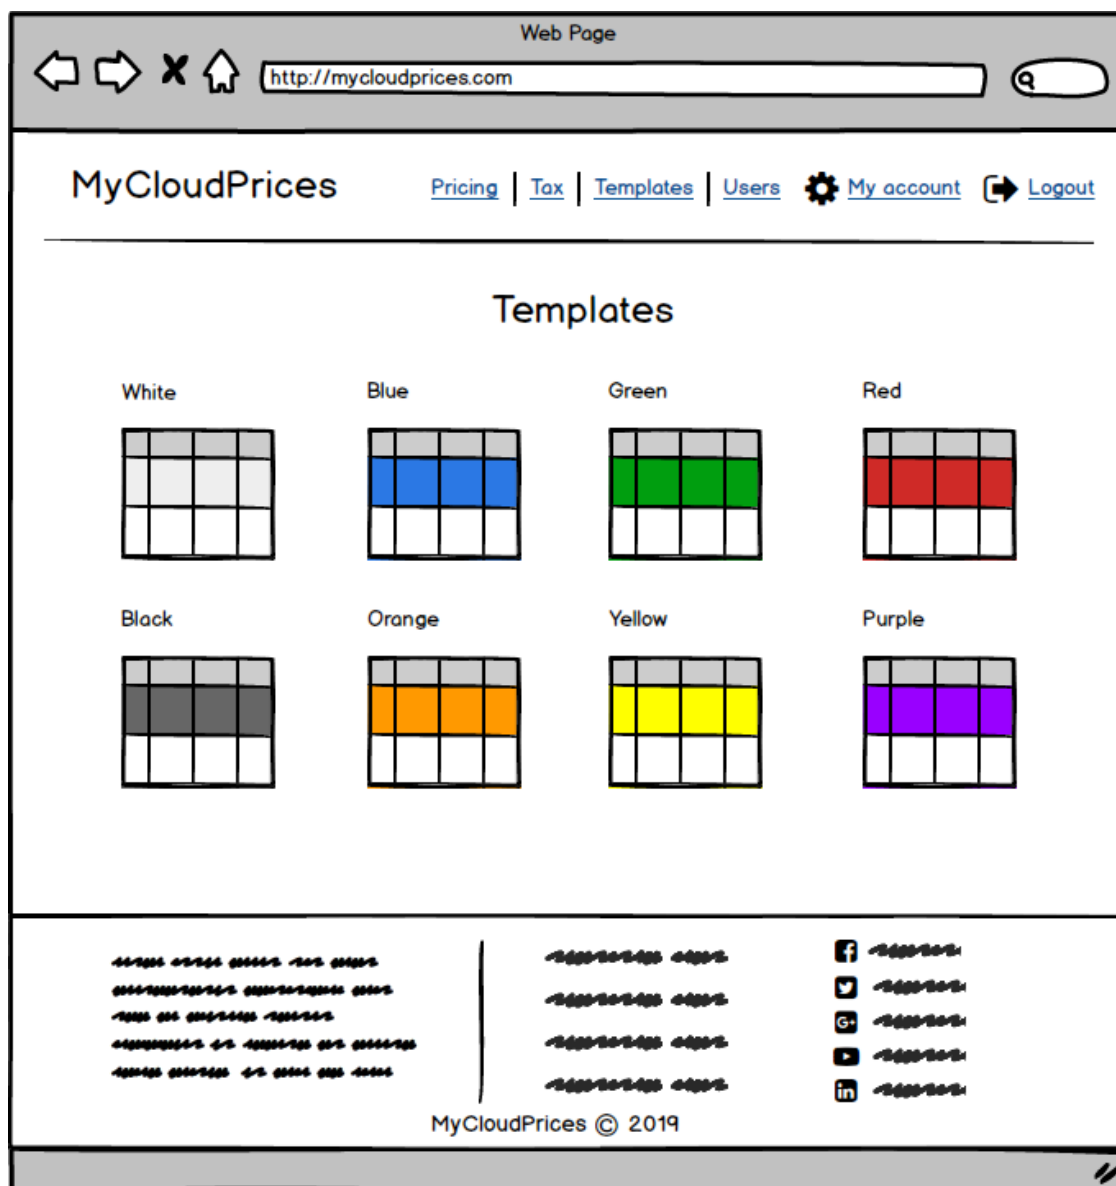 Web Page
http://mycloudprices.com
MyCloudPrices
Pricing Tax Templates Users My account Logout
Templates
White Blue Green Red
Black Orange Yellow Purple
MyCloudPrices © 2019